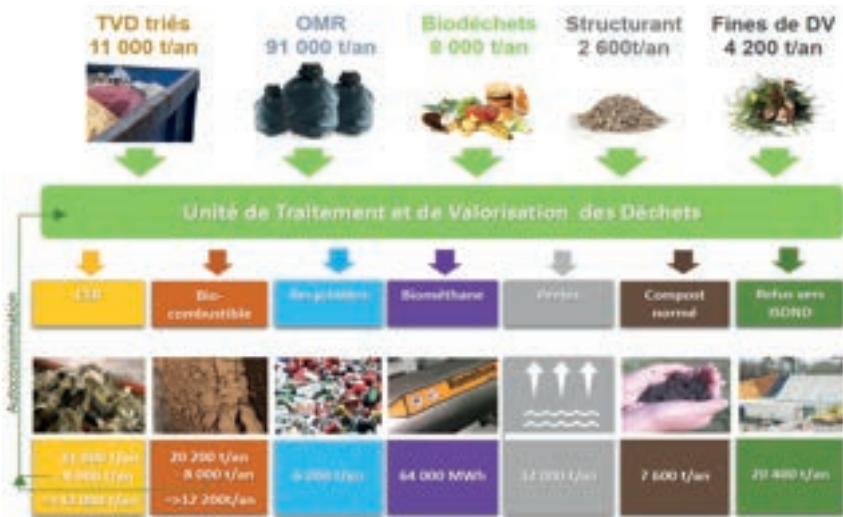 TVD triés
11 000 t/an
OMR
91 000 t/an
Biodéchets
8 000 t/an
Structurant
2 600t/an
Fines de DV
4 200 t/an
Unité de Traitement et de Valorisation des Déchets
CSR
Bio-
combustible
Recyclables
Biométhane
Pertes
Compost
normé
Refus vers
ISDND
Autoconsommation
20 200 t/an
- 8 000 t/an
->12 200t/an
64 000 MWh
7 600 t/an
20 400 t/an